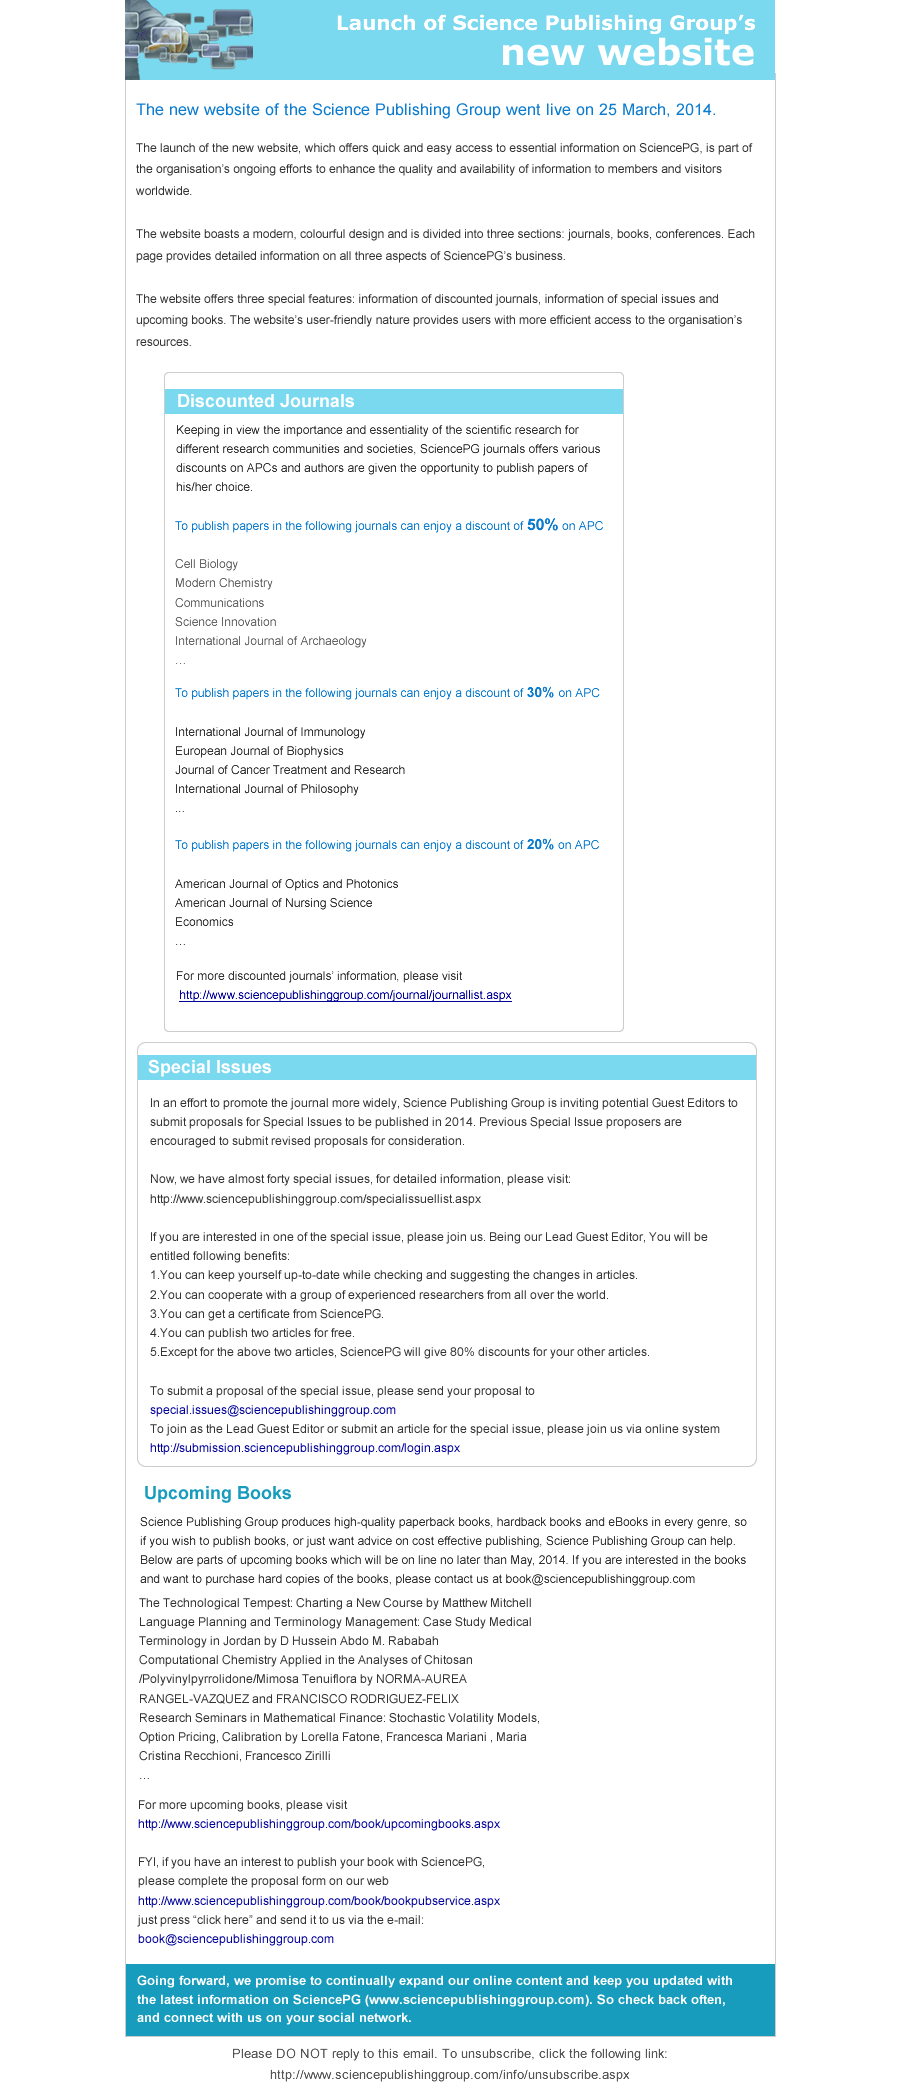 Launch of Science Publishing Group’s
new website
The new website of the Science Publishing Group went live on 25 March, 2014.
The launch of the new website, which offers quick and easy access to essential information on SciencePG, is part of
the organisation’s ongoing efforts to enhance the quality and availability of information to members and visitors
worldwide.
The website boasts a modern, colourful design and is divided into three sections: journals, books, conferences. Each
page provides detailed information on all three aspects of SciencePG’s business.
The website offers three special features: information of discounted journals, information of special issues and
upcoming books. The website’s user-friendly nature provides users with more efficient access to the organisation’s
resources.
Discounted Journals
Keeping in view the importance and essentiality of the scientific research for
different research communities and societies, SciencePG journals offers various
discounts on APCs and authors are given the opportunity to publish papers of
his/her choice.
To publish papers in the following journals can enjoy a discount of 50% on APC
Cell Biology
Modern Chemistry
Communications
Science Innovation
International Journal of Archaeology
…
To publish papers in the following journals can enjoy a discount of 30% on APC
International Journal of Immunology
European Journal of Biophysics
Journal of Cancer Treatment and Research
International Journal of Philosophy
...
To publish papers in the following journals can enjoy a discount of 20% on APC
American Journal of Optics and Photonics
American Journal of Nursing Science
Economics
…
For more discounted journals’ information, please visit
http://www.sciencepublishinggroup.com/journal/journallist.aspx
Special Issues
In an effort to promote the journal more widely, Science Publishing Group is inviting potential Guest Editors to
submit proposals for Special Issues to be published in 2014. Previous Special Issue proposers are
encouraged to submit revised proposals for consideration.
Now, we have almost forty special issues, for detailed information, please visit:
http://www.sciencepublishinggroup.com/specialissuellist.aspx
If you are interested in one of the special issue, please join us. Being our Lead Guest Editor, You will be
entitled following benefits:
1.You can keep yourself up-to-date while checking and suggesting the changes in articles.
2.You can cooperate with a group of experienced researchers from all over the world.
3.You can get a certificate from SciencePG.
4.You can publish two articles for free.
5.Except for the above two articles, SciencePG will give 80% discounts for your other articles.
To submit a proposal of the special issue, please send your proposal to
special.issues@sciencepublishinggroup.com
To join as the Lead Guest Editor or submit an article for the special issue, please join us via online system
http://submission.sciencepublishinggroup.com/login.aspx
Upcoming Books
Science Publishing Group produces high-quality paperback books, hardback books and eBooks in every genre, so
if you wish to publish books, or just want advice on cost effective publishing, Science Publishing Group can help.
Below are parts of upcoming books which will be on line no later than May, 2014. If you are interested in the books
and want to purchase hard copies of the books, please contact us at book@sciencepublishinggroup.com
The Technological Tempest: Charting a New Course by Matthew Mitchell
Language Planning and Terminology Management: Case Study Medical
Terminology in Jordan by D Hussein Abdo M. Rababah
Computational Chemistry Applied in the Analyses of Chitosan
/Polyvinylpyrrolidone/Mimosa Tenuiflora by NORMA-AUREA
RANGEL-VAZQUEZ and FRANCISCO RODRIGUEZ-FELIX
Research Seminars in Mathematical Finance: Stochastic Volatility Models,
Option Pricing, Calibration by Lorella Fatone, Francesca Mariani , Maria
Cristina Recchioni, Francesco Zirilli
…
For more upcoming books, please visit
http://www.sciencepublishinggroup.com/book/upcomingbooks.aspx
FYI, if you have an interest to publish your book with SciencePG,
please complete the proposal form on our web
http://www.sciencepublishinggroup.com/book/bookpubservice.aspx
just press “click here” and send it to us via the e-mail:
book@sciencepublishinggroup.com
Going forward, we promise to continually expand our online content and keep you updated with
the latest information on SciencePG (www.sciencepublishinggroup.com). So check back often,
and connect with us on your social network.
Please DO NOT reply to this email. To unsubscribe, click the following link:
http://www.sciencepublishinggroup.com/info/unsubscribe.aspx